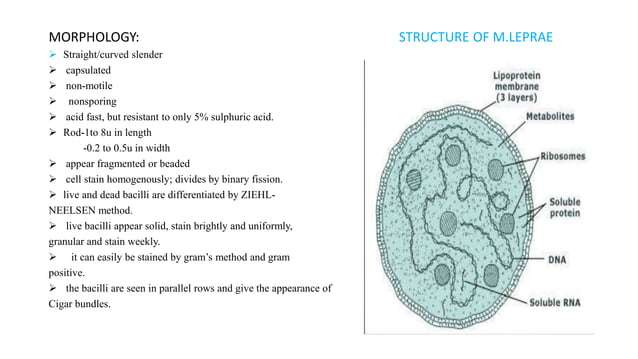 MORPHOLOGY:
Straight/curved slender
capsulated
non-motile
nonsporing
acid fast, but resistant to only 5% sulphuric acid.
Rod-1to 8u in length
-0.2 to 0.5u in width
appear fragmented or beaded
cell stain homogenously; divides by binary fission.
live and dead bacilli are differentiated by ZIEHL-
NEELSEN method.
live bacilli appear solid, stain brightly and uniformly,
granular and stain weekly.
it can easily be stained by gram's method and gram
positive.
the bacilli are seen in parallel rows and give the appearance of
Cigar bundles.
STRUCTURE OF M.LEPRAE
Lipoprotein
membrane
(3 layers)
Metabolites
Ribosomes
Soluble
protein
DNA
Soluble RNA